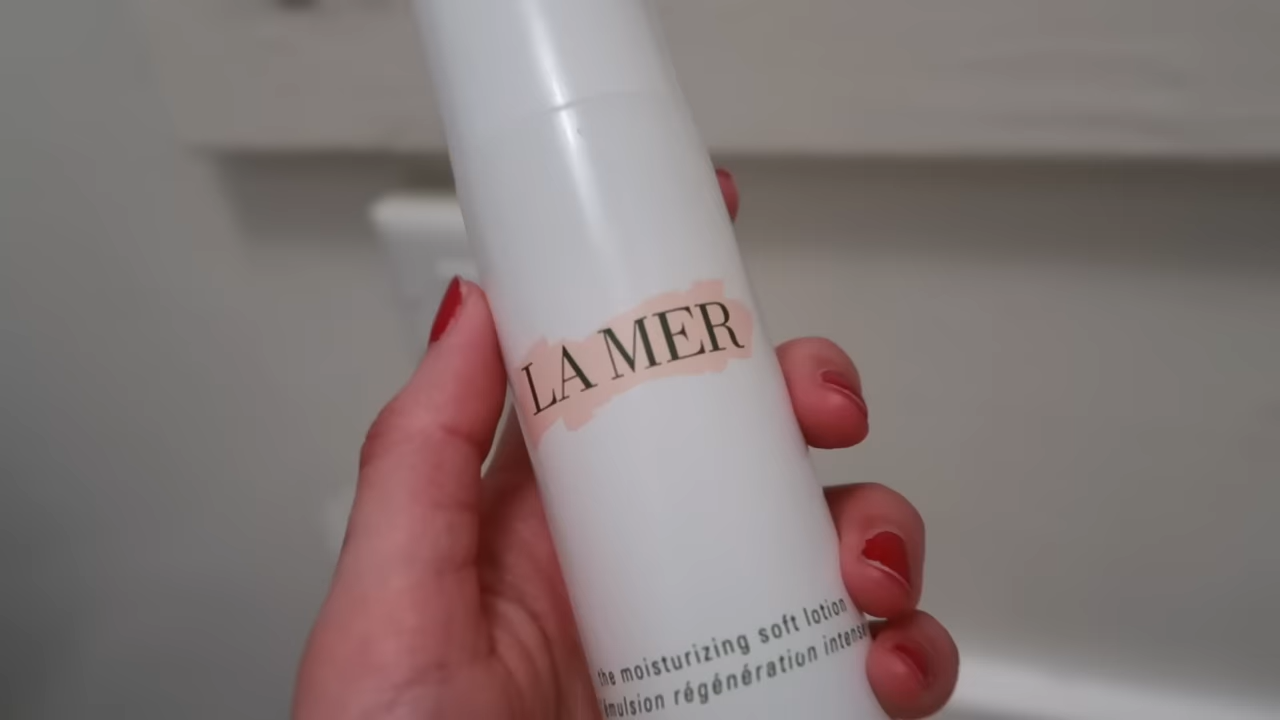 LA MER
the moisturizing soft lotion
émulsion régénération intense